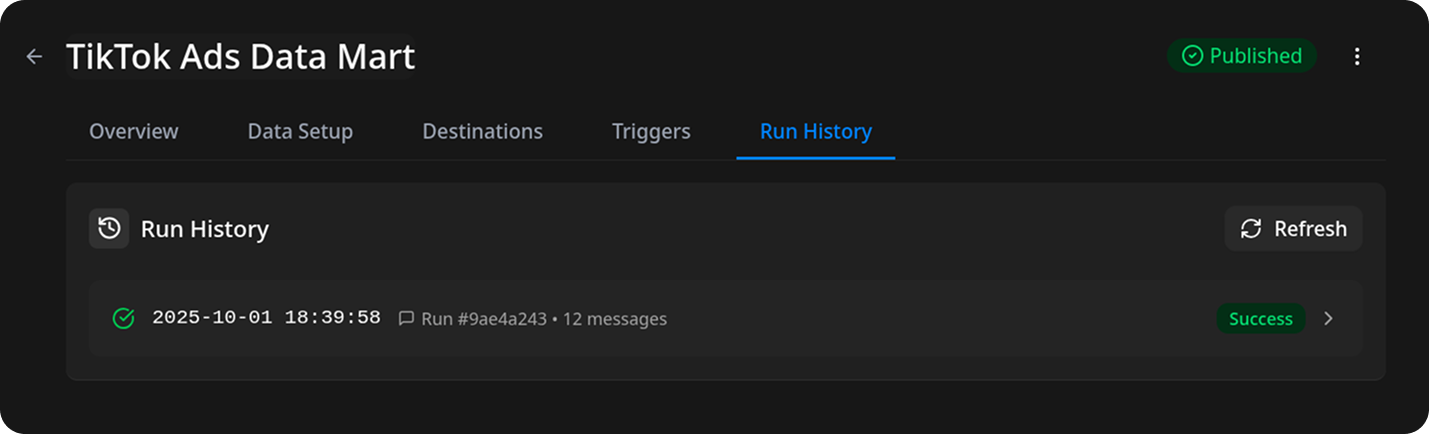 TikTok Ads Data Mart
Published
Overview Data Setup Destinations Triggers Run History
Run History
Refresh
2025-10-01 18:39:58 Run #9ae4a243 • 12 messages Success